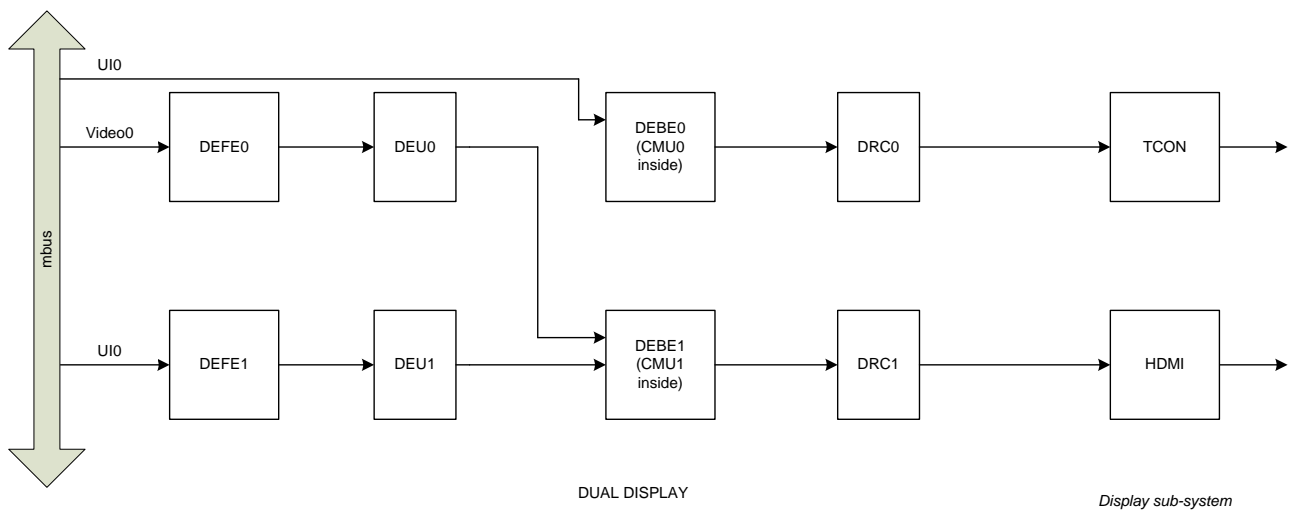 UI0
Video0
DEFE0
DEU0
DEBE0
(CMU0
inside)
DRC0
TCON
mbus
UI0
DEFE1
DEU1
DEBE1
(CMU1
inside)
DRC1
HDMI
DUAL DISPLAY
Display sub-system